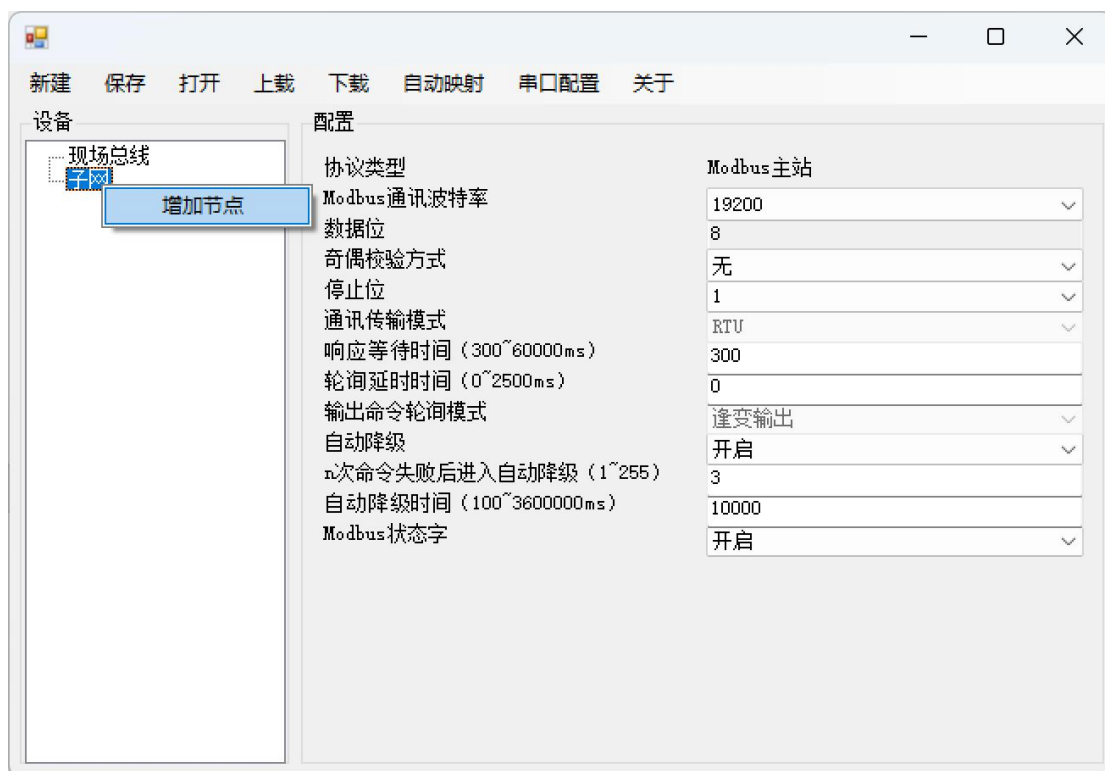 新建 保存 打开 上载 下载 自动映射 串口配置 关于
设备
现场总线
子网
增加节点
配置
协议类型 Modbus主站
Modbus通讯波特率 19200
数据位 8
奇偶校验方式 无
停止位 1
通讯传输模式 RTU
响应等待时间（300~60000ms） 300
轮询延时时间（0~2500ms） 0
输出命令轮询模式 逢变输出
自动降级 开启
n次命令失败后进入自动降级（1~255） 3
自动降级时间（100~3600000ms） 10000
Modbus状态字 开启